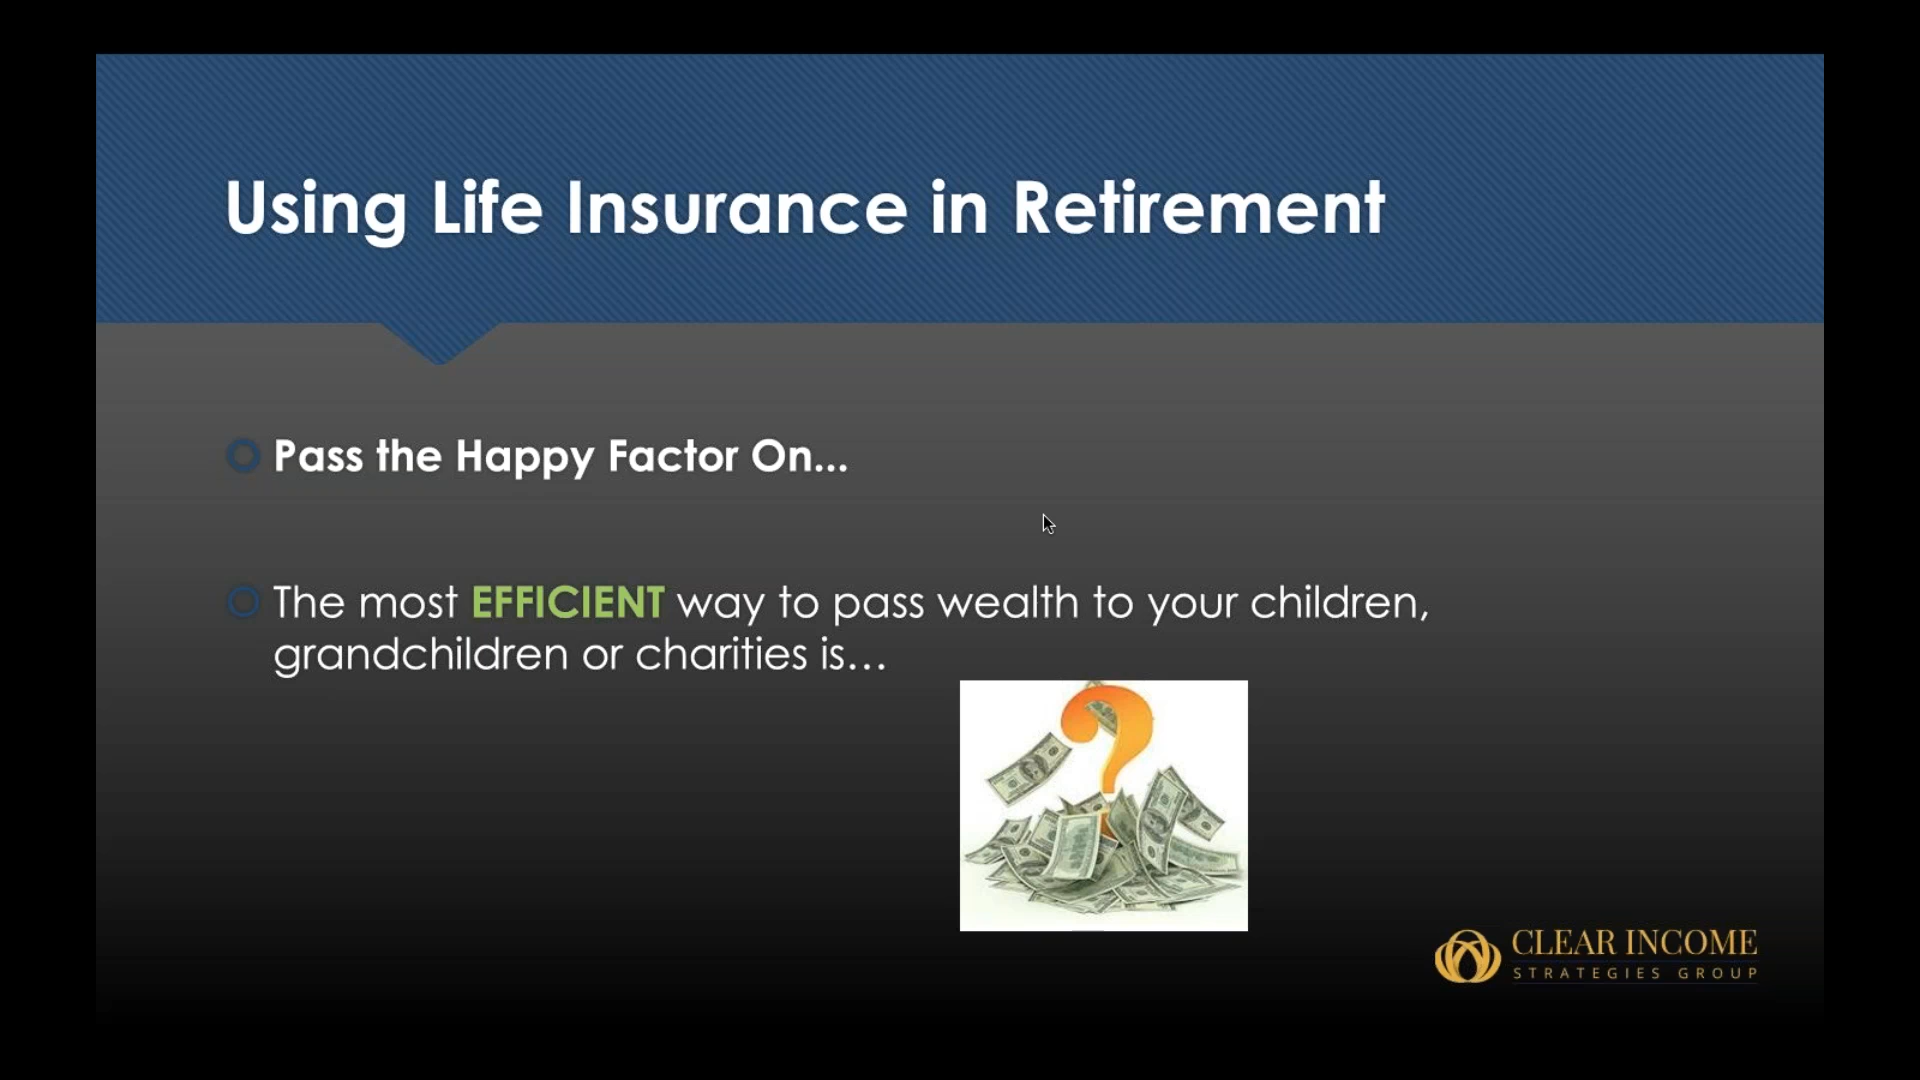 Using Life Insurance in Retirement
Pass the Happy Factor On...
The most EFFICIENT way to pass wealth to your children,
grandchildren or charities is...
?
CLEAR INCOME
STRATEGIES GROUP